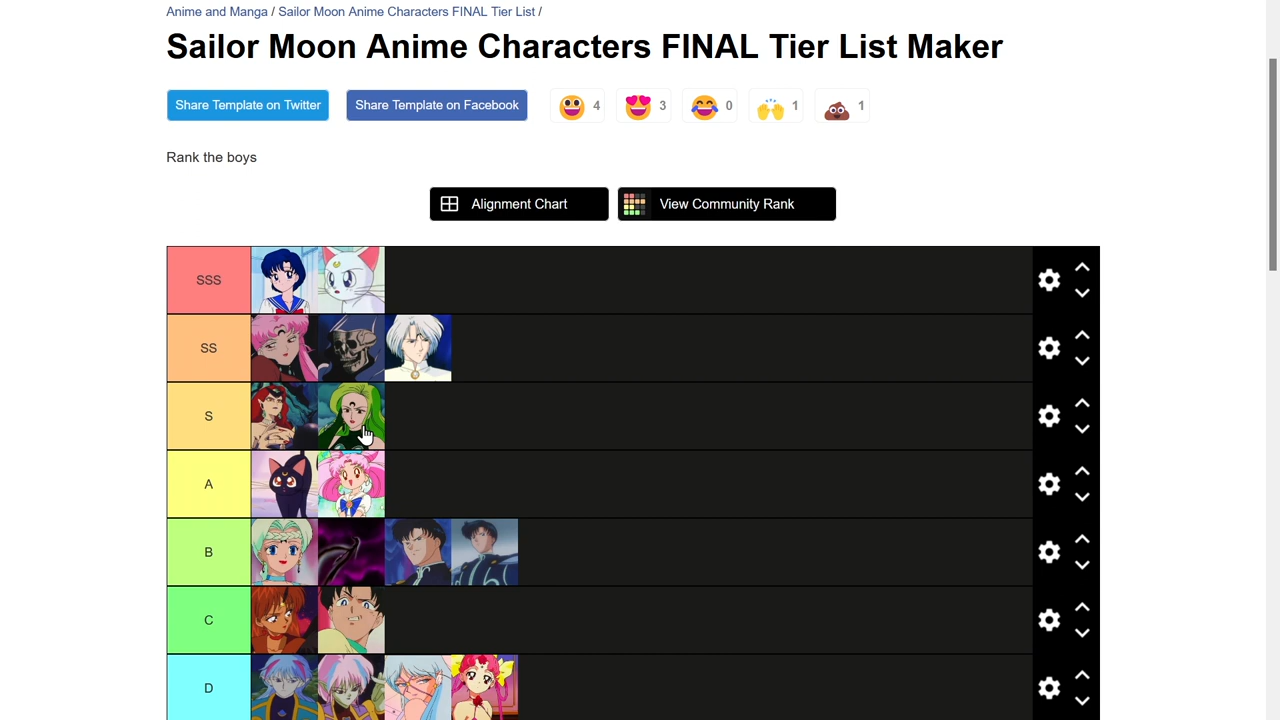 Anime and Manga / Sailor Moon Anime Characters FINAL Tier List /
Sailor Moon Anime Characters FINAL Tier List Maker
Share Template on Twitter
Share Template on Facebook
4
3
0
1
1
Rank the boys
Alignment Chart
View Community Rank
SSS
SS
S
A
B
C
D